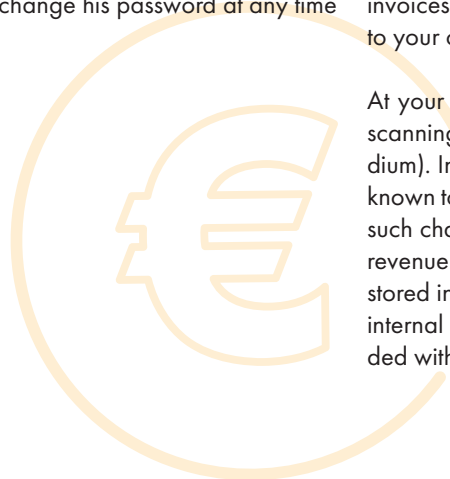 change his password at any time
invoices
to your
At your
scanning
dium). In
known to
such
revenue
stored in
internal
ded with